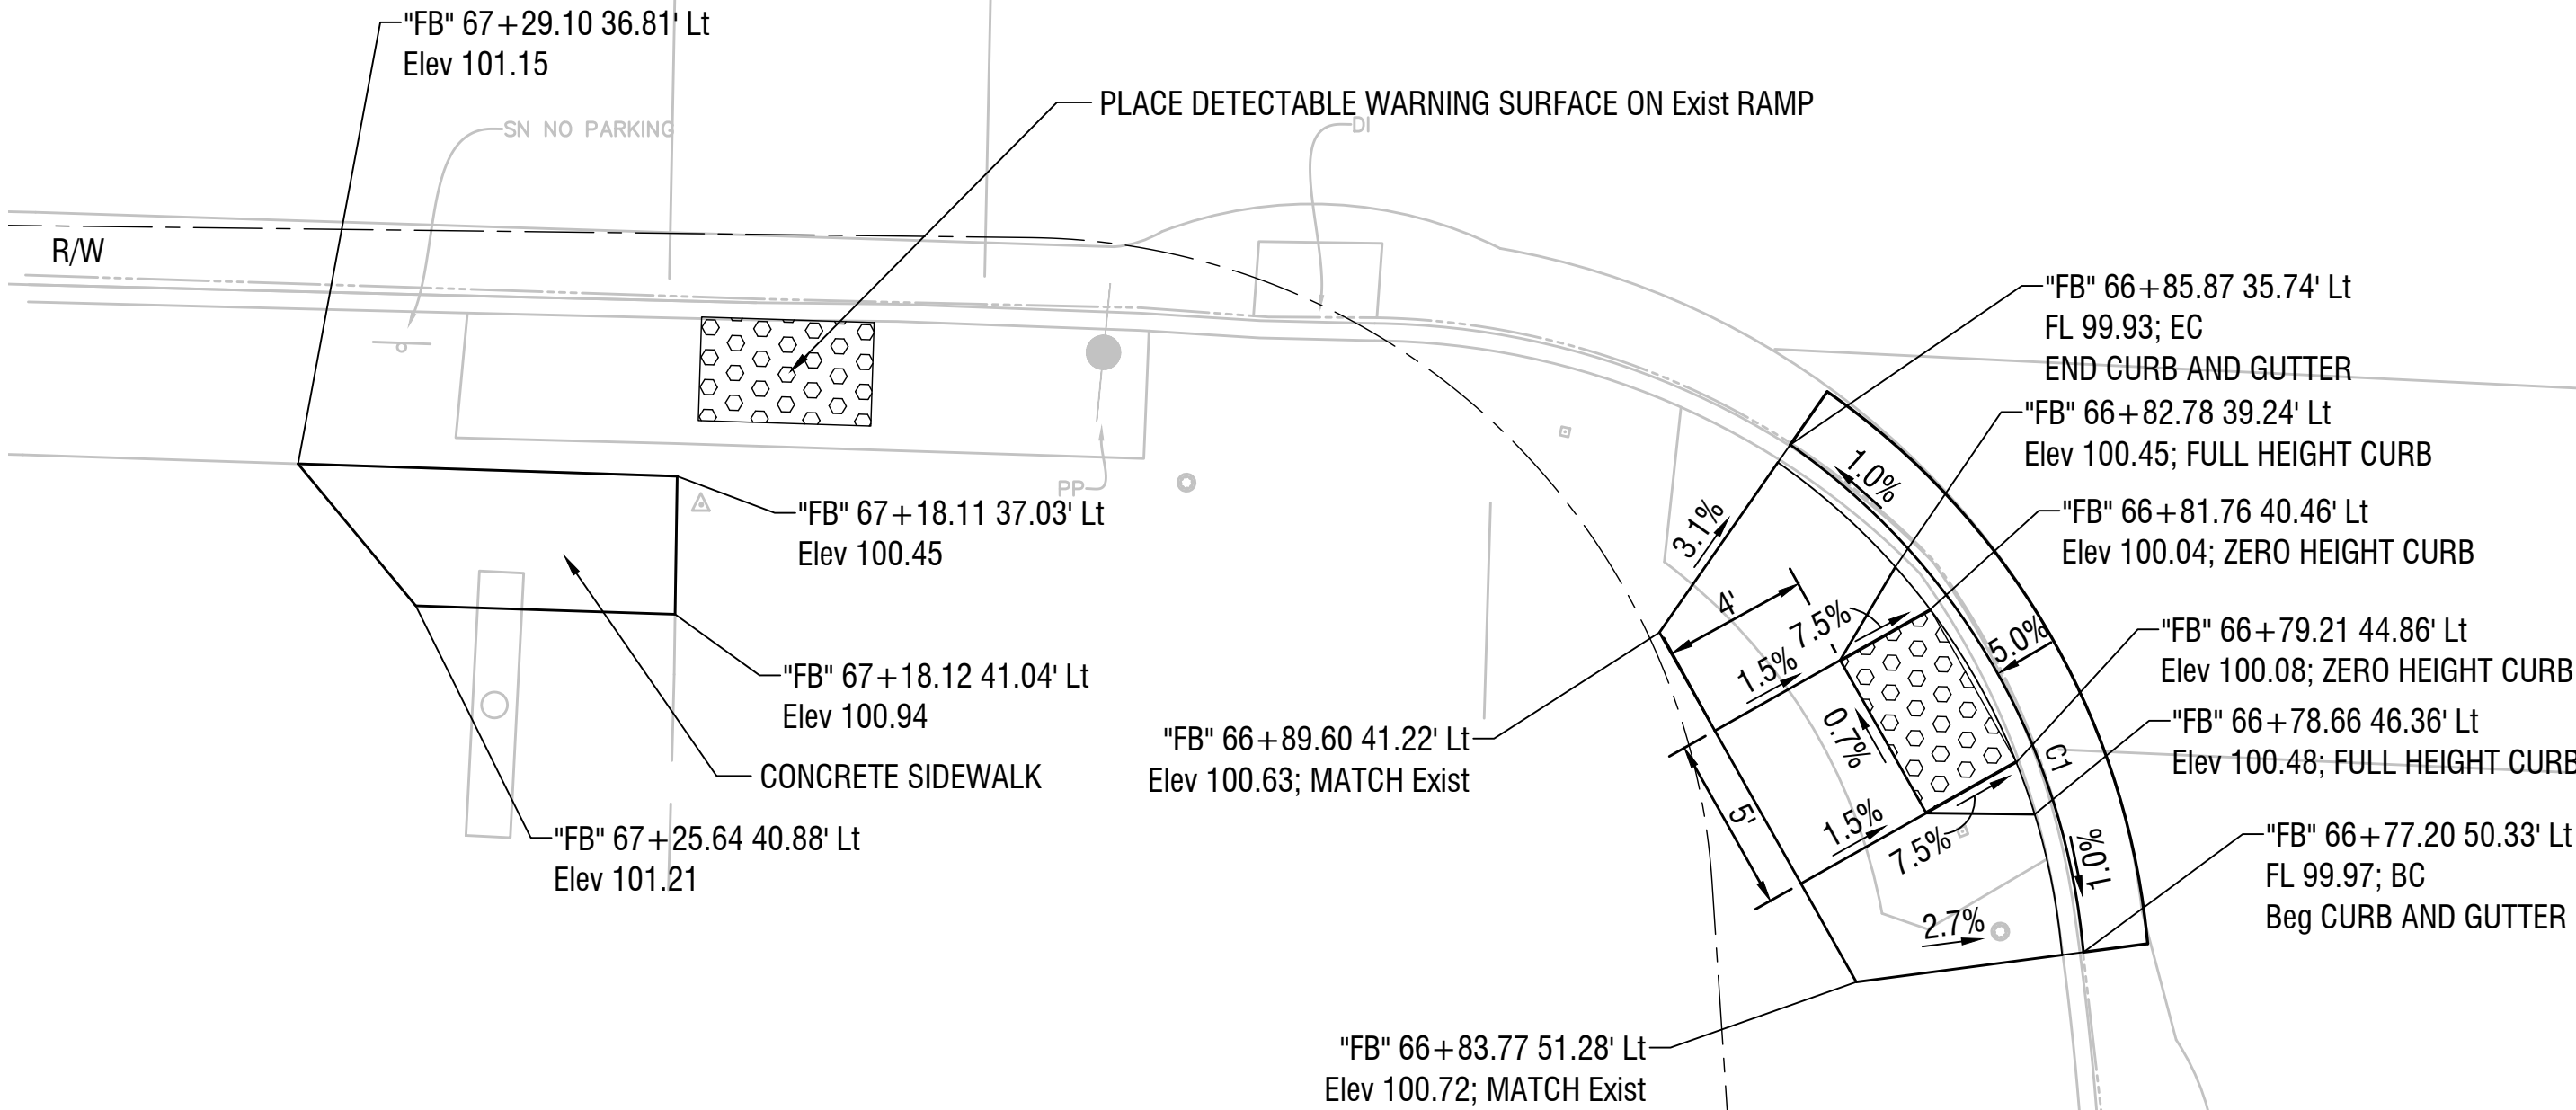 "FB" 67+29.10 36.81' Lt
Elev 101.15
PLACE DETECTABLE WARNING SURFACE ON Exist RAMP
SN NO PARKING
DI
R/W
"FB" 66+85.87 35.74' Lt
FL 99.93; EC
END CURB AND GUTTER
"FB" 66+82.78 39.24' Lt
Elev 100.45; FULL HEIGHT CURB
1.0%
PP
"FB" 67+18.11 37.03' Lt
Elev 100.45
3.1%
"FB" 66+81.76 40.46' Lt
Elev 100.04; ZERO HEIGHT CURB
4'
7.5%
5.0%
"FB" 66+79.21 44.86' Lt
Elev 100.08; ZERO HEIGHT CURB
1.5%
"FB" 67+18.12 41.04' Lt
Elev 100.94
0.7%
"FB" 66+78.66 46.36' Lt
Elev 100.48; FULL HEIGHT CURB
"FB" 66+89.60 41.22' Lt
Elev 100.63; MATCH Exist
C1
CONCRETE SIDEWALK
5'
1.5%
7.5%
"FB" 67+25.64 40.88' Lt
Elev 101.21
1.0%
"FB" 66+77.20 50.33' Lt
FL 99.97; BC
Beg CURB AND GUTTER
2.7%
"FB" 66+83.77 51.28' Lt
Elev 100.72; MATCH Exist